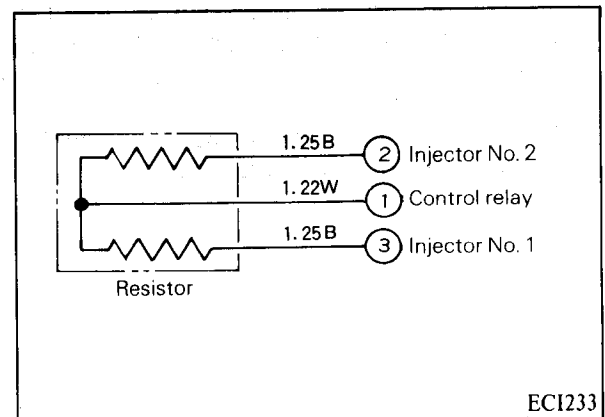 1.25B
2 Injector No. 2
1.22W
1 Control relay
1.25B
3 Injector No. 1
Resistor
ECI233